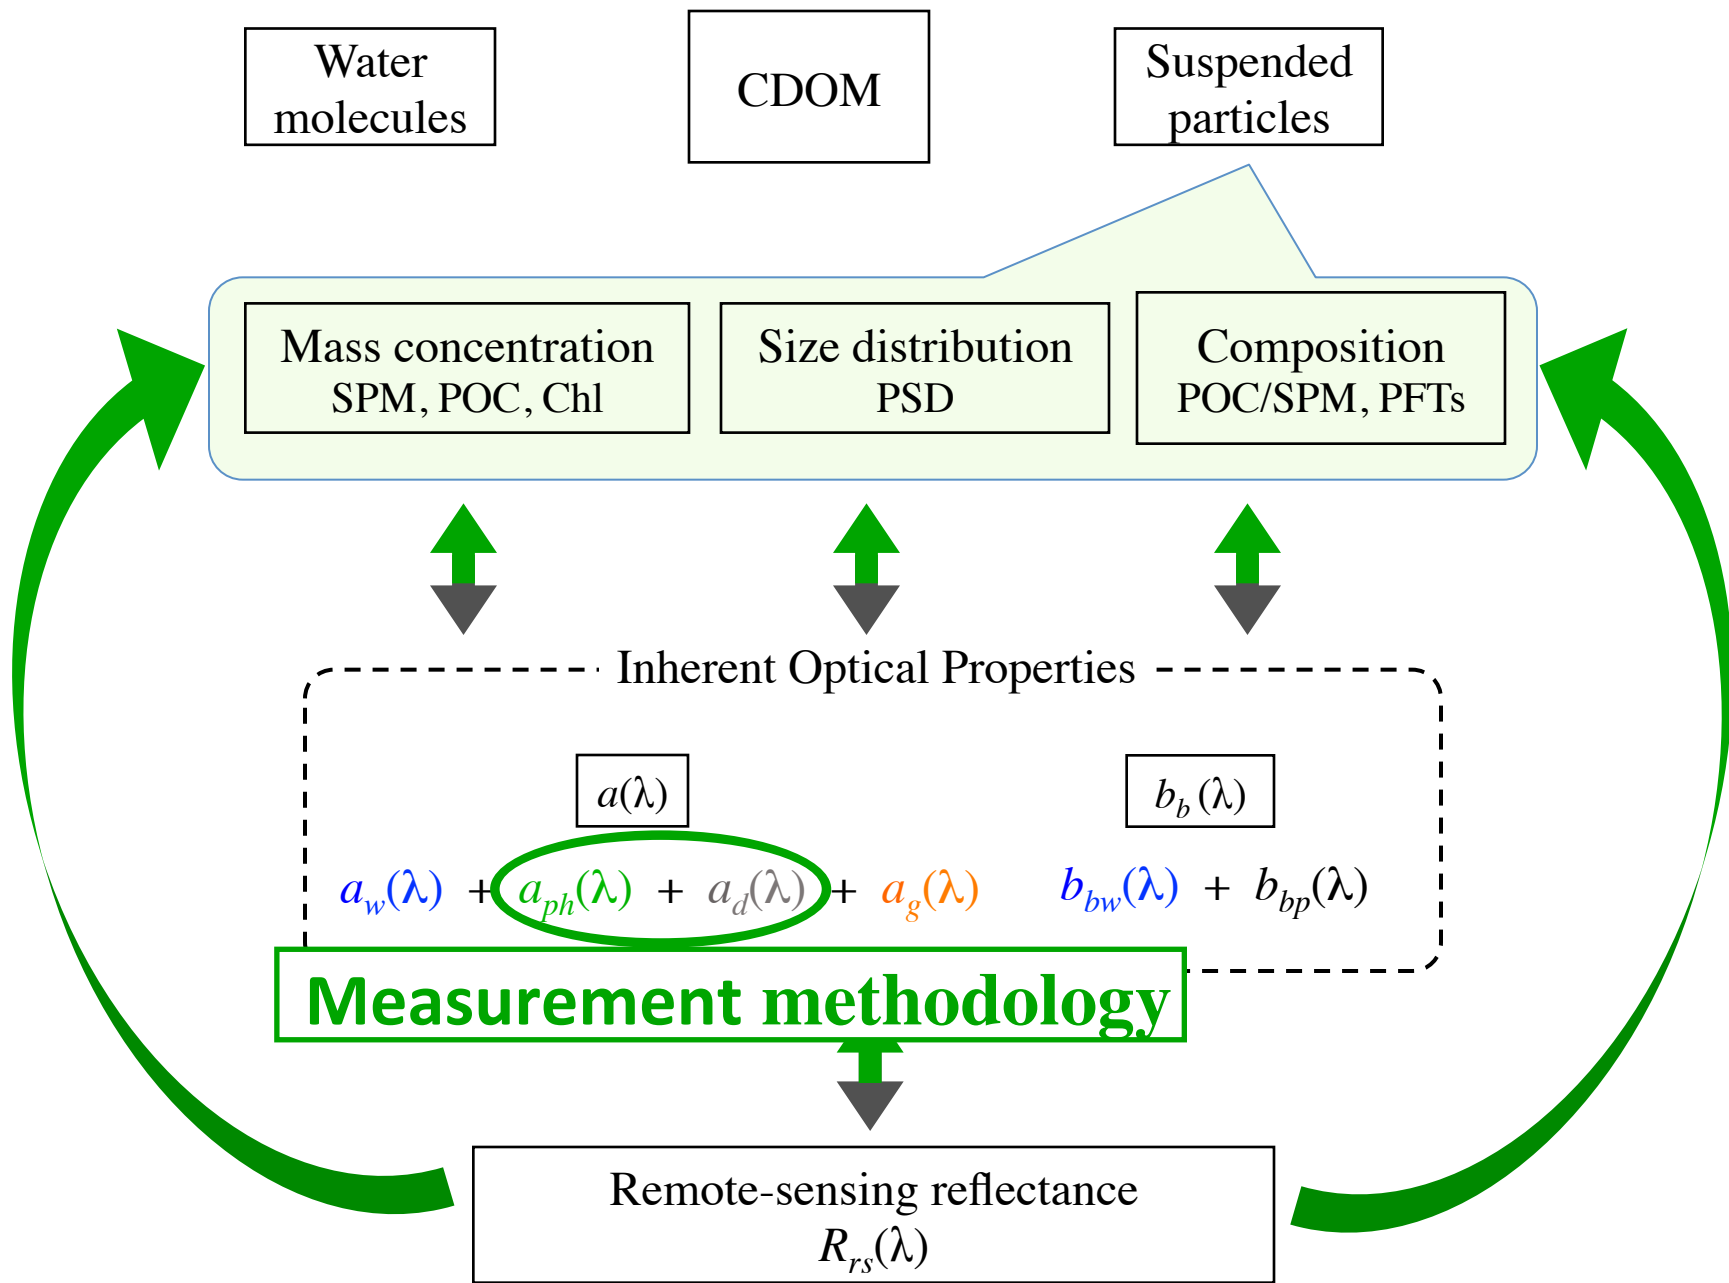 Water
molecules
CDOM
Suspended
particles
Mass concentration
SPM, POC, Chl
Size distribution
PSD
Composition
POC/SPM, PFTs
Inherent Optical Properties
a(λ)
b_b(λ)
a_w(λ) + a_ph(λ) + a_d(λ) + a_g(λ)
b_bw(λ) + b_bp(λ)
Measurement methodology
Remote-sensing reflectance
R_rs(λ)